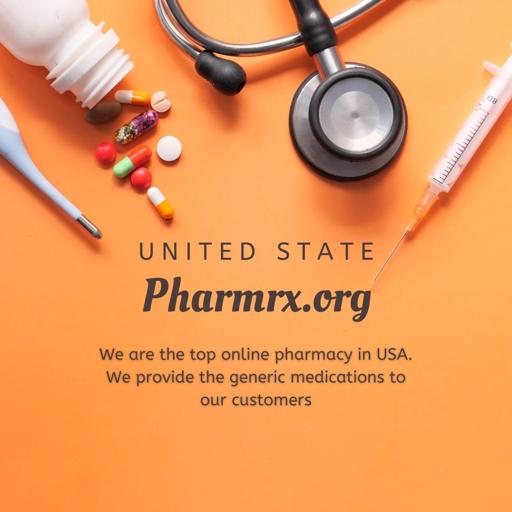 UNITED STATE
Pharmrx.org
We are the top online pharmacy in USA.
We provide the generic medications to
our customers